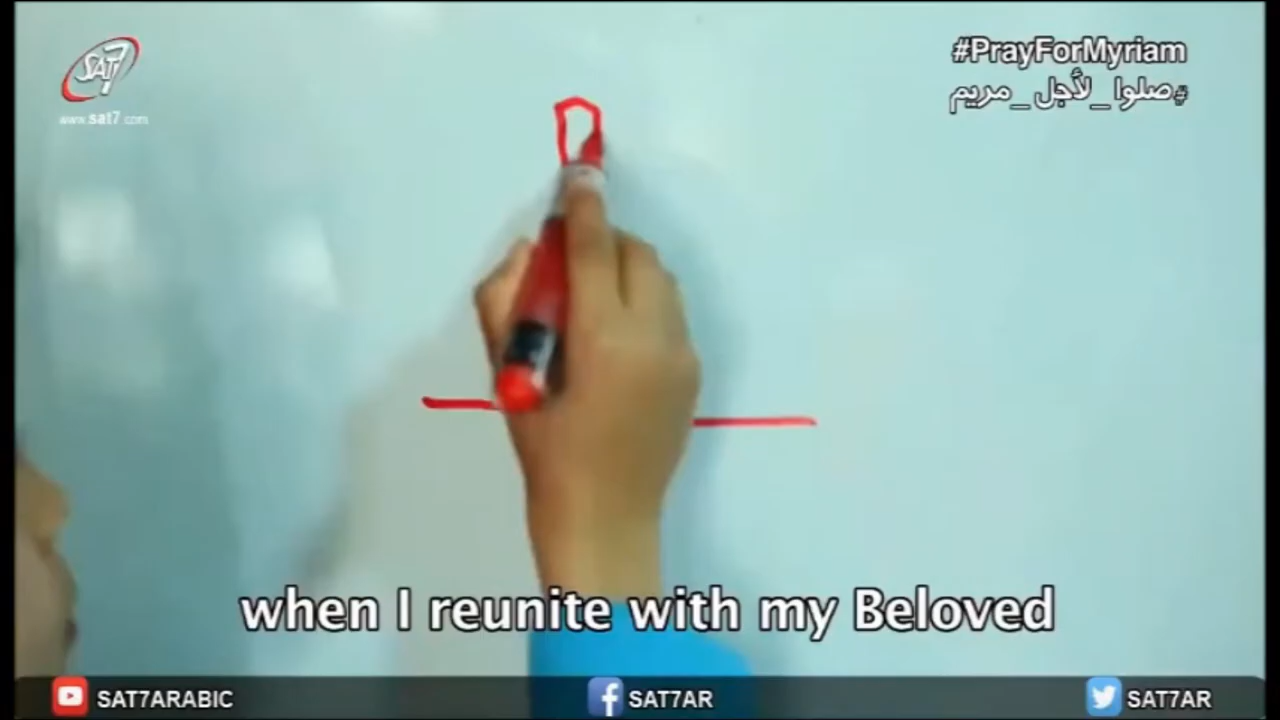 SAT7
www.sat7.com
#PrayForMyriam
#صلوا_لأجل_مريم
when I reunite with my Beloved
SAT7ARABIC
SAT7AR
SAT7AR